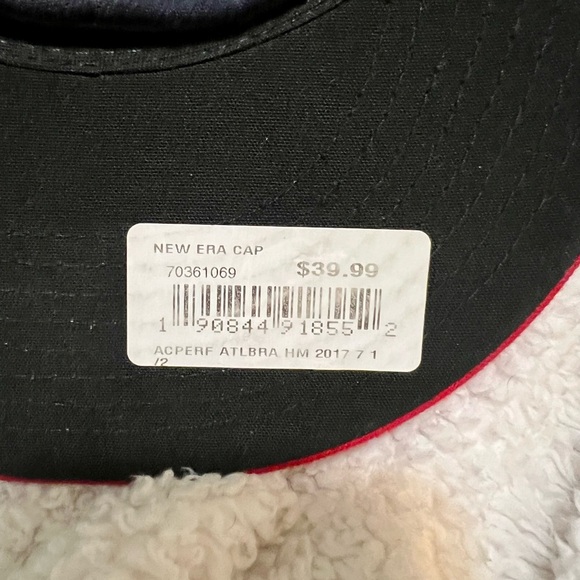 NEW ERA CAP
70361069 $39.99
1 90844 91855 2
ACPERF ATLBRA HM 2017 7 1
/2